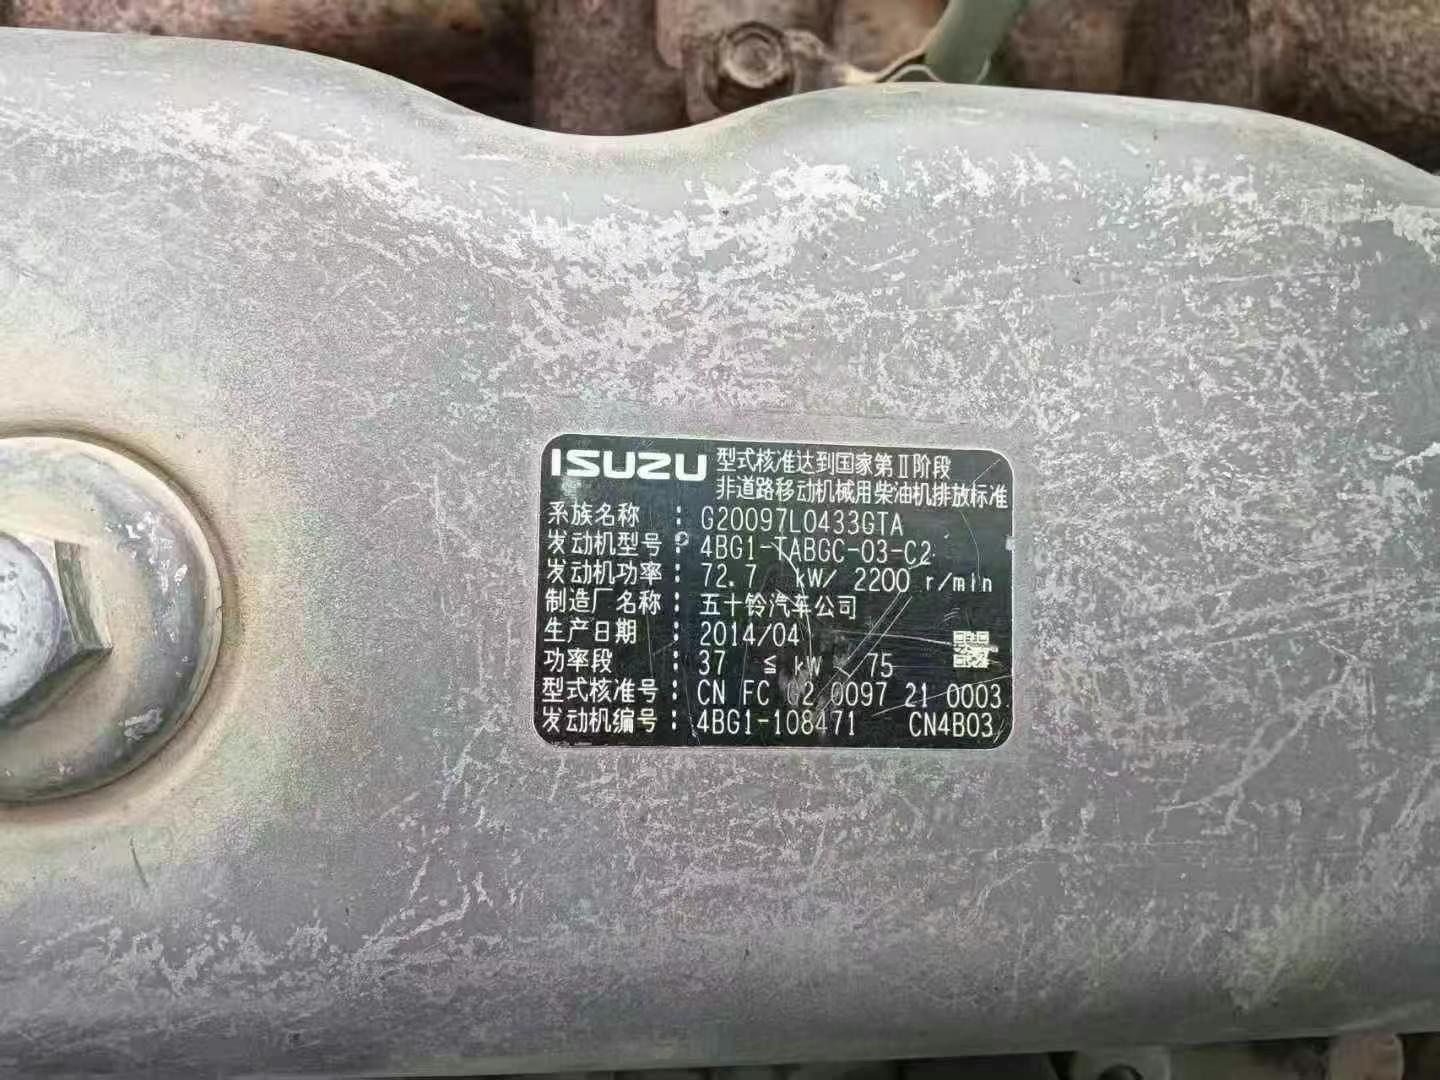 ISUZU 型式核准达到国家第Ⅱ阶段
非道路移动机械用柴油机排放标准
系族名称 : G20097L0433GTA
发动机型号 : 4BG1-TABGC-03-C2
发动机功率 : 72.7 kW/ 2200 r/min
制造厂名称 : 五十铃汽车公司
生产日期 : 2014/04
功率段 : 37 ≦ kW < 75
型式核准号 : CN FC G2 0097 21 0003
发动机编号 : 4BG1-108471 CN4B03